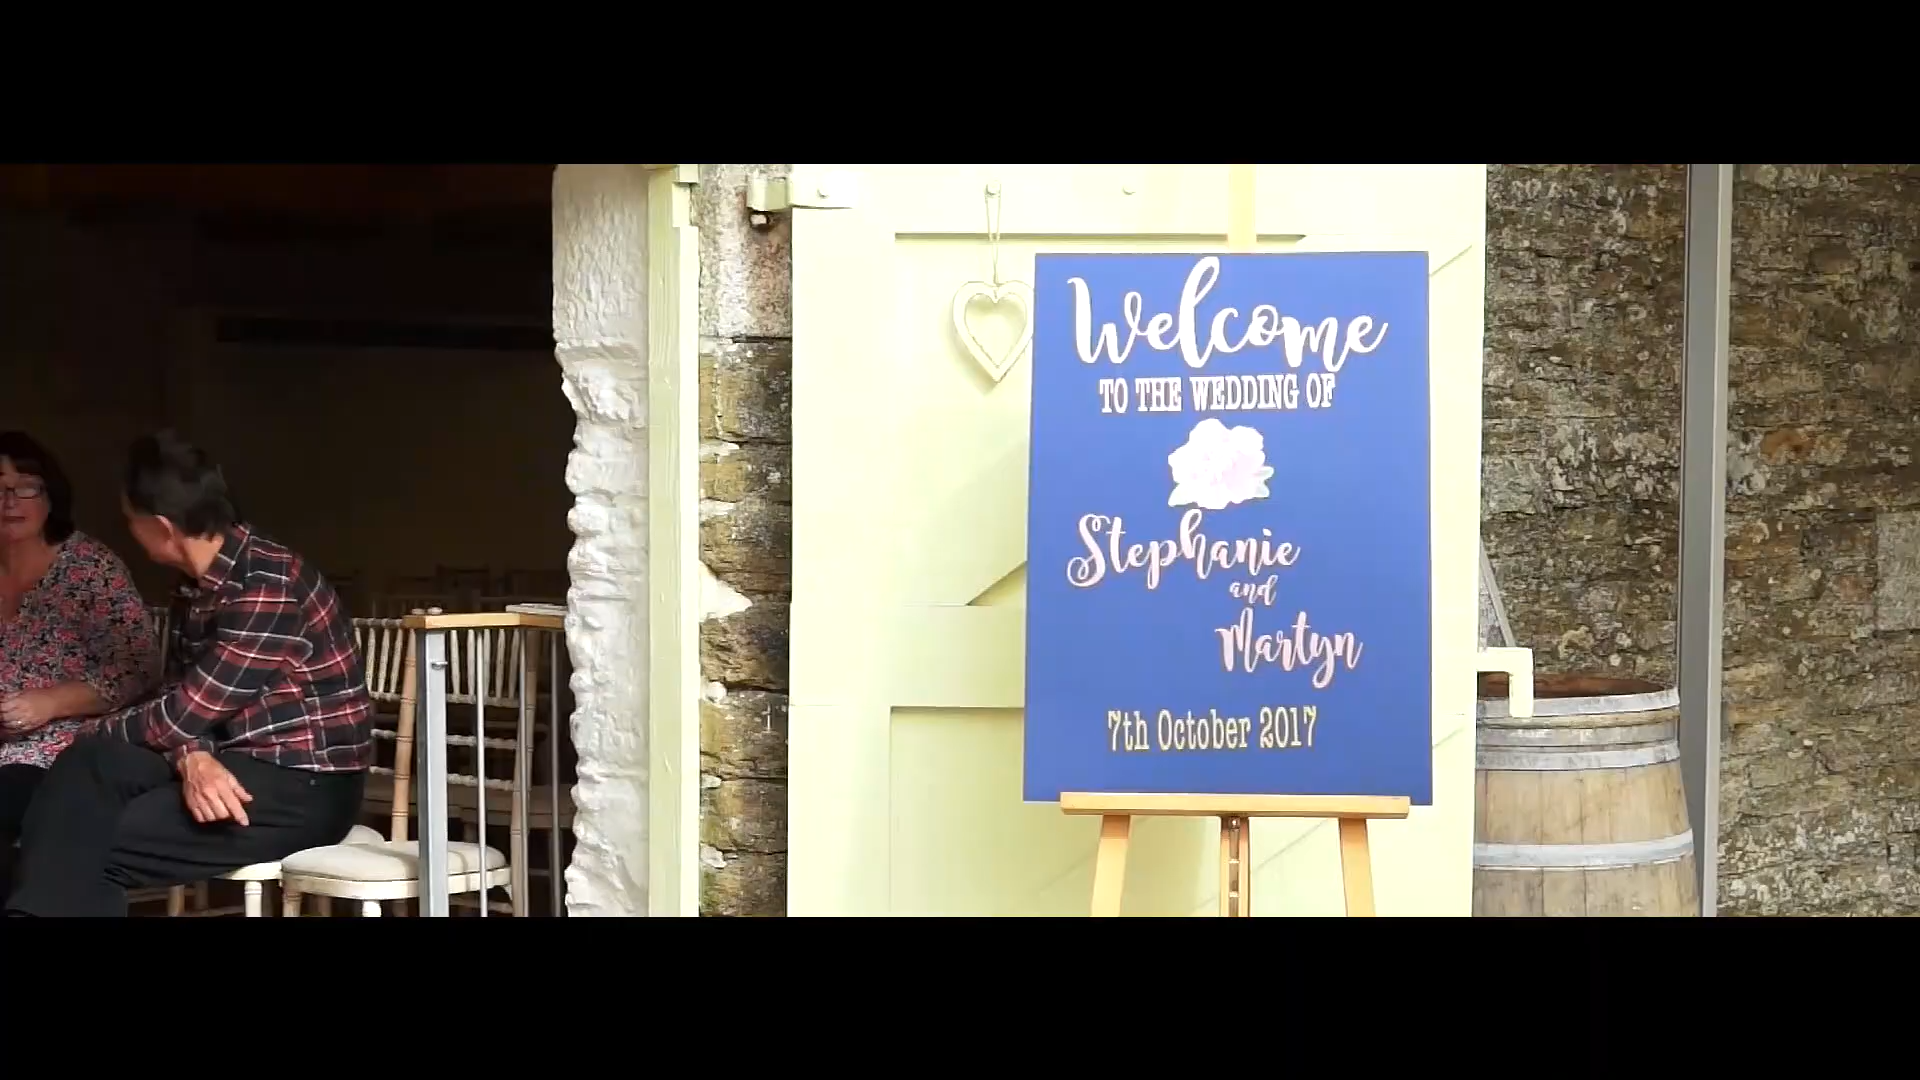 Welcome
TO THE WEDDING OF
Stephanie
and
Martyn
7th October 2017